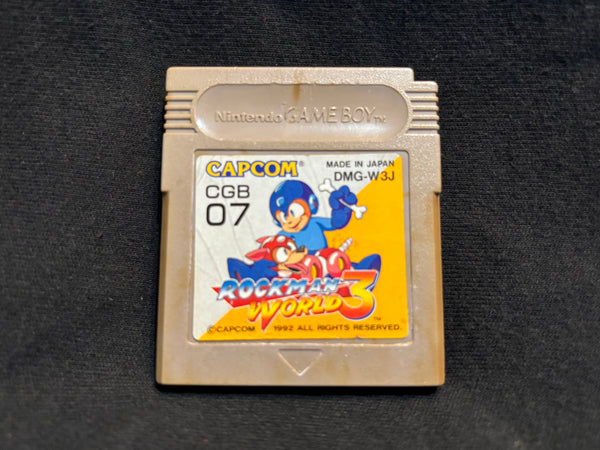 Nintendo GAME BOY TM
CAPCOM
MADE IN JAPAN
DMG-W3J
CGB
07
ROCKMAN
WORLD 3
TM
©CAPCOM 1992 ALL RIGHTS RESERVED.